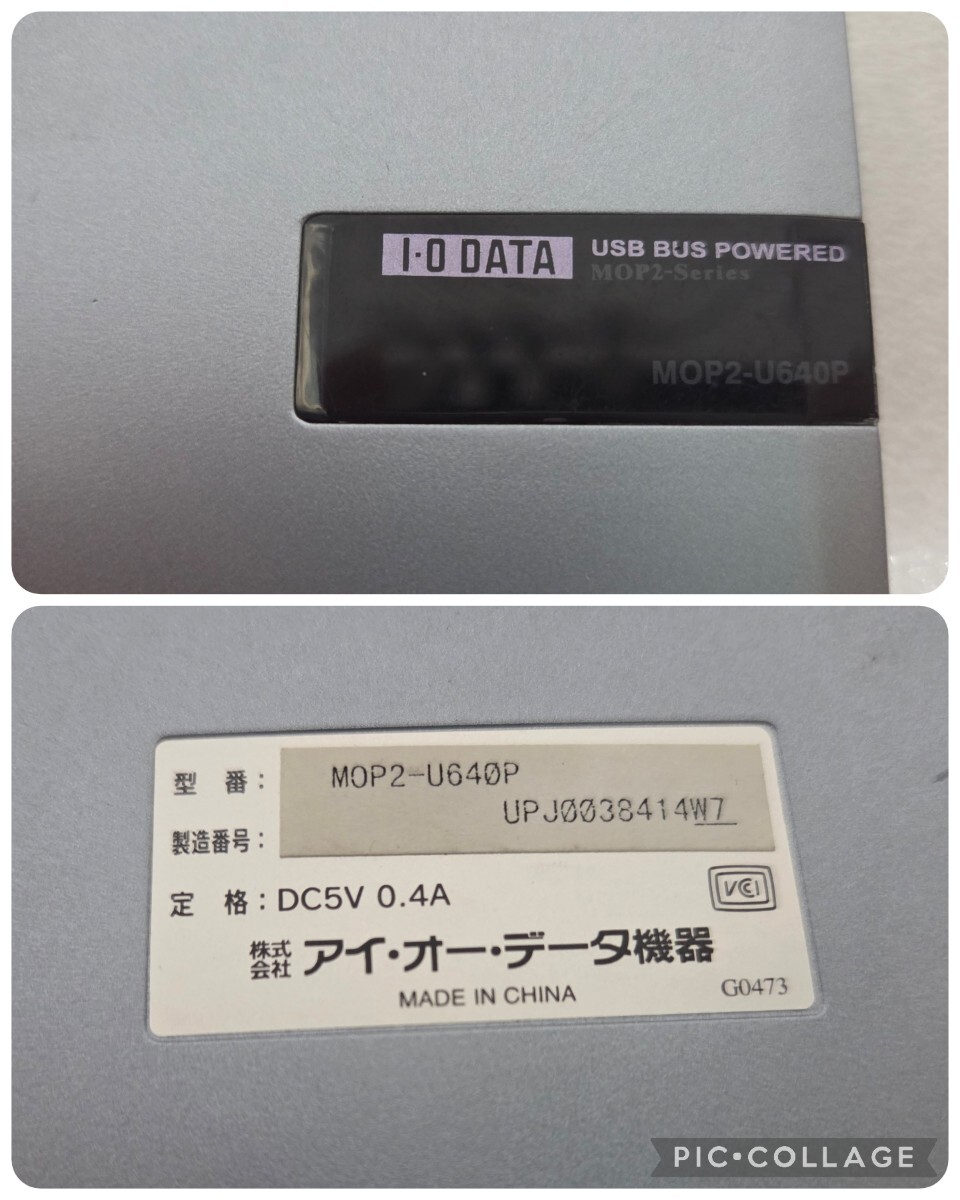 I·O DATA
USB BUS POWERED
MOP2-Series
MOP2-U640P
型 番：
MOP2-U640P
UPJ0038414W7
製造番号：
定 格：DC5V 0.4A
VCI
株式会社 アイ・オー・データ機器
MADE IN CHINA
G0473
PIC•COLLAGE